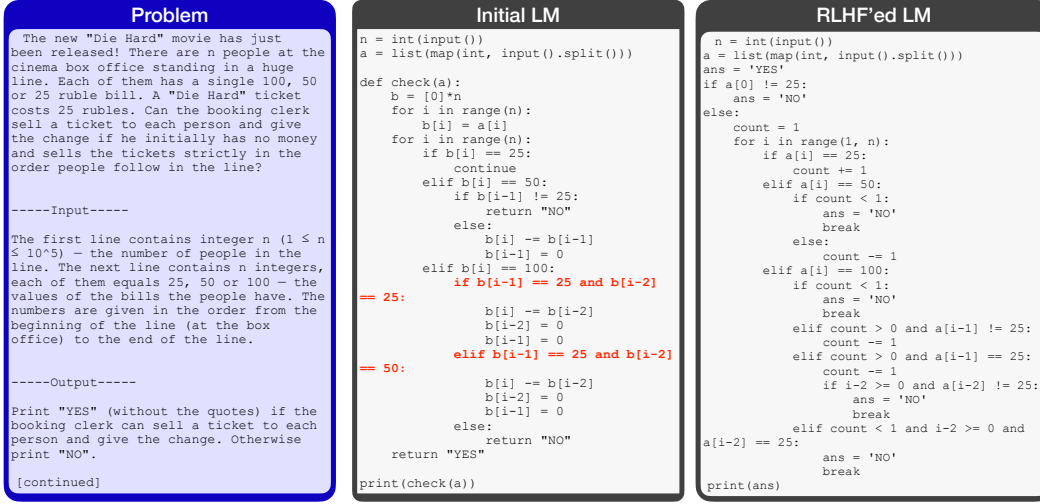 Problem
The new "Die Hard" movie has just
been released! There are n people at the
cinema box office standing in a huge
line. Each of them has a single 100, 50
or 25 ruble bill. A "Die Hard" ticket
costs 25 rubles. Can the booking clerk
sell a ticket to each person and give
the change if he initially has no money
and sells the tickets strictly in the
order people follow in the line?
-----Input-----
The first line contains integer n (1 ≤ n
≤ 10^5) — the number of people in the
line. The next line contains n integers,
each of them equals 25, 50 or 100 — the
values of the bills the people have. The
numbers are given in the order from the
beginning of the line (at the box
office) to the end of the line.
-----Output-----
Print "YES" (without the quotes) if the
booking clerk can sell a ticket to each
person and give the change. Otherwise
print "NO".
[continued]
Initial LM
n = int(input())
a = list(map(int, input().split()))
def check(a):
    b = [0]*n
    for i in range(n):
        b[i] = a[i]
    for i in range(n):
        if b[i] == 25:
            continue
        elif b[i] == 50:
            if b[i-1] != 25:
                return "NO"
            else:
                b[i] -= b[i-1]
                b[i-1] = 0
        elif b[i] == 100:
            if b[i-1] == 25 and b[i-2]
== 25:
                b[i] -= b[i-2]
                b[i-2] = 0
                b[i-1] = 0
            elif b[i-1] == 25 and b[i-2]
== 50:
                b[i] -= b[i-2]
                b[i-2] = 0
                b[i-1] = 0
            else:
                return "NO"
    return "YES"
print(check(a))
RLHF'ed LM
n = int(input())
a = list(map(int, input().split()))
ans = 'YES'
if a[0] != 25:
    ans = 'NO'
else:
    count = 1
    for i in range(1, n):
        if a[i] == 25:
            count += 1
        elif a[i] == 50:
            if count < 1:
                ans = 'NO'
                break
            else:
                count -= 1
        elif a[i] == 100:
            if count < 1:
                ans = 'NO'
                break
            elif count > 0 and a[i-1] != 25:
                count -= 1
            elif count > 0 and a[i-1] == 25:
                count -= 1
                if i-2 >= 0 and a[i-2] != 25:
                    ans = 'NO'
                    break
            elif count < 1 and i-2 >= 0 and
a[i-2] == 25:
                ans = 'NO'
                break
print(ans)